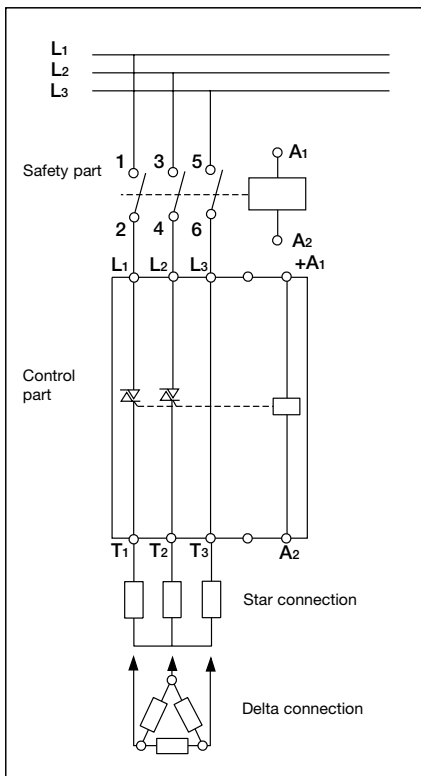 L1
L2
L3
1 3 5
A1
Safety part
2 4 6
A2
L1 L2 L3 +A1
Control
part
T1 T2 T3 A2
Star connection
Delta connection